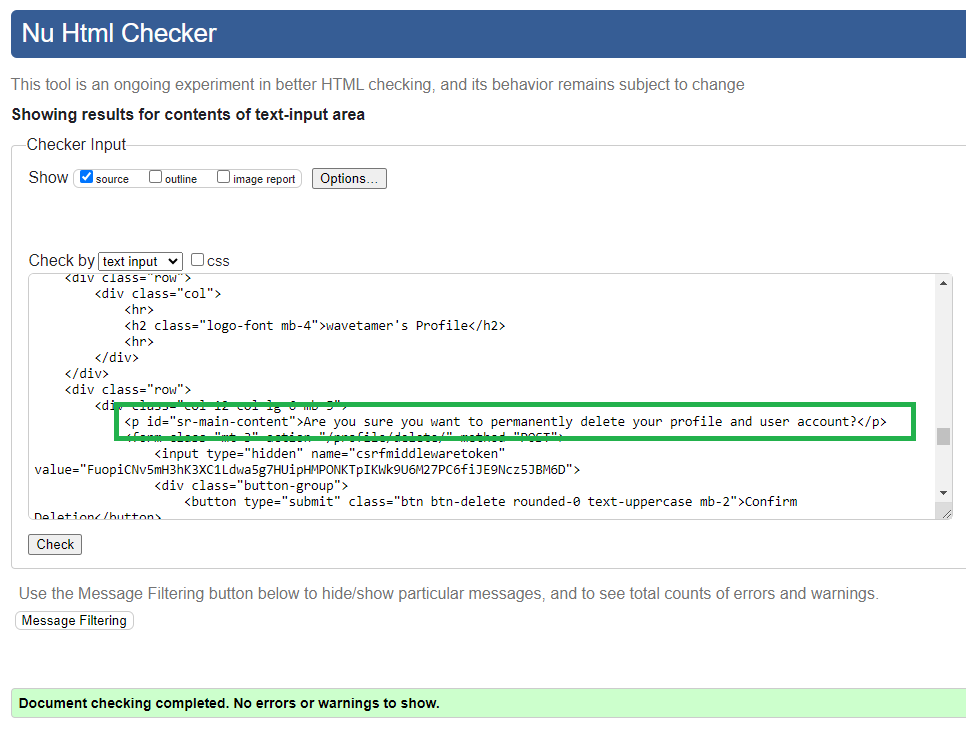 Nu Html Checker
This tool is an ongoing experiment in better HTML checking, and its behavior remains subject to change
Showing results for contents of text-input area
Checker Input
Show source outline image report Options...
Check by text input css
<div class="row">
<div class="col">
<hr>
<h2 class="logo-font mb-4">wavetamer's Profile</h2>
<hr>
</div>
</div>
<div class="row">
<div class="col-12 col-lg-6 mb-5">
<p id="sr-main-content">Are you sure you want to permanently delete your profile and user account?</p>
<form class="mt-3" action="/profile/delete/" method="POST">
<input type="hidden" name="csrfmiddlewaretoken"
value="FuopiCNv5mH3hK3XC1Ldwa5g7HUipHMPONKTpIKWk9U6M27PC6fiJE9Ncz5JBM6D">
<div class="button-group">
<button type="submit" class="btn btn-delete rounded-0 text-uppercase mb-2">Confirm
Deletion</button>
Check
Use the Message Filtering button below to hide/show particular messages, and to see total counts of errors and warnings.
Message Filtering
Document checking completed. No errors or warnings to show.